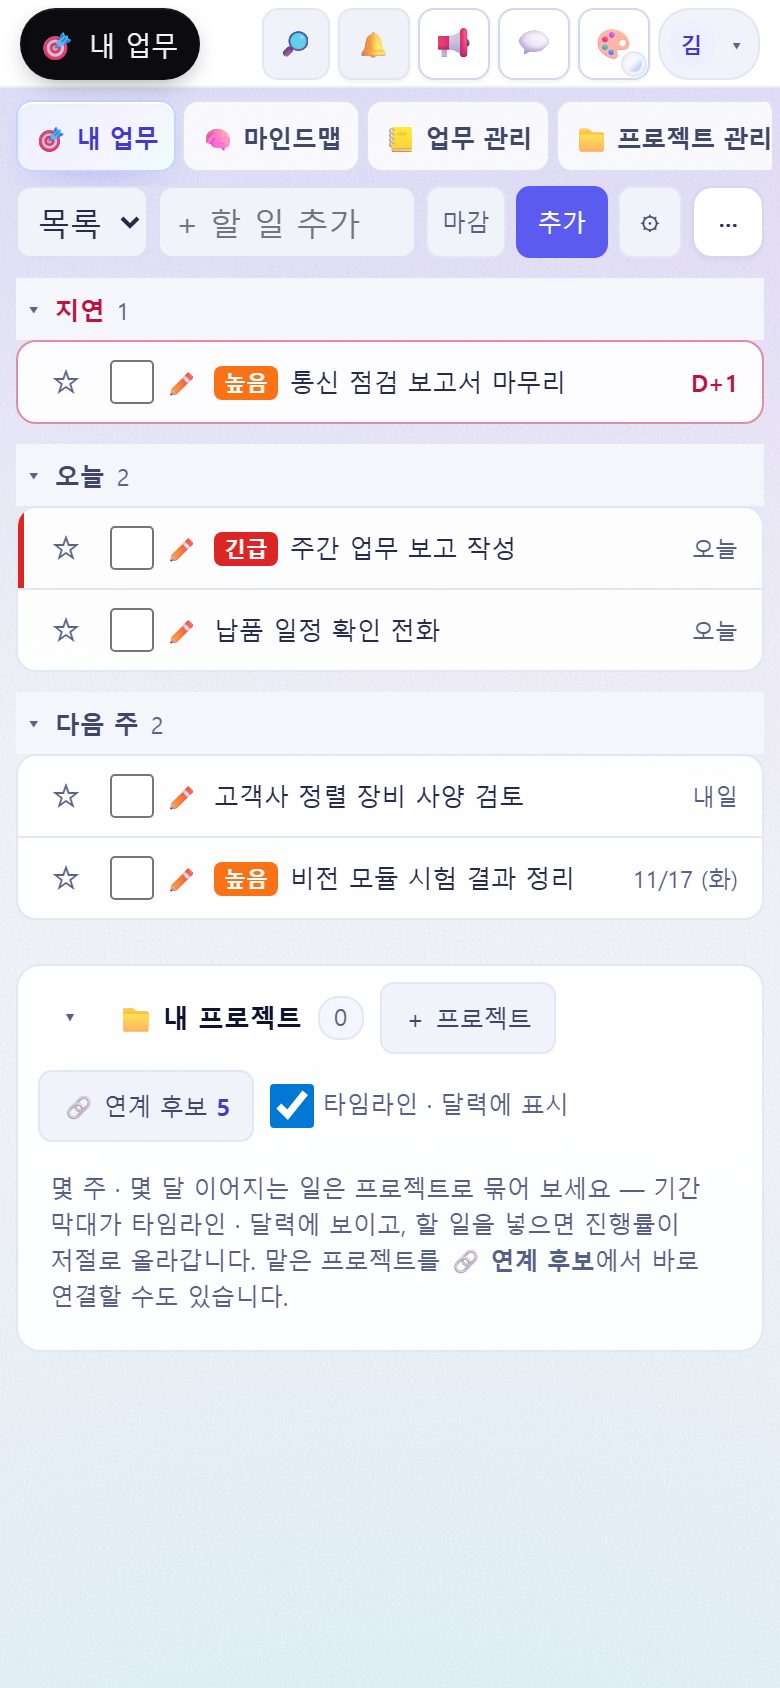 내 업무
김
내 업무 마인드맵 업무 관리 프로젝트 관리
목록 + 할 일 추가 마감 추가 ...
지연 1
높음 통신 점검 보고서 마무리 D+1
오늘 2
긴급 주간 업무 보고 작성 오늘
납품 일정 확인 전화 오늘
다음 주 2
고객사 정렬 장비 사양 검토 내일
높음 비전 모듈 시험 결과 정리 11/17 (화)
내 프로젝트 0 + 프로젝트
연계 후보 5 타임라인 · 달력에 표시
몇 주 · 몇 달 이어지는 일은 프로젝트로 묶어 보세요 — 기간
막대가 타임라인 · 달력에 보이고, 할 일을 넣으면 진행률이
저절로 올라갑니다. 맡은 프로젝트를 연계 후보에서 바로
연결할 수도 있습니다.